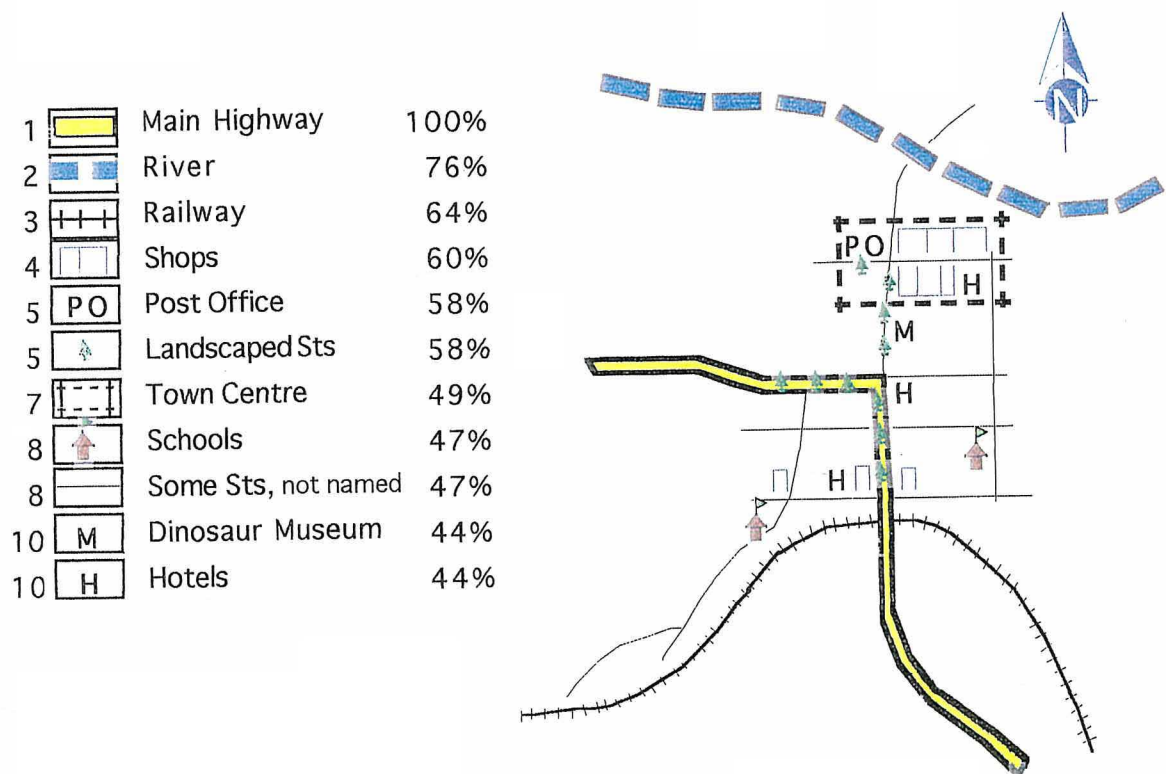 N
1 Main Highway 100%
2 River 76%
3 Railway 64%
4 Shops 60%
5 PO Post Office 58%
5 Landscaped Sts 58%
7 Town Centre 49%
8 Schools 47%
8 Some Sts, not named 47%
10 M Dinosaur Museum 44%
10 H Hotels 44%
PO
H
M
H
H